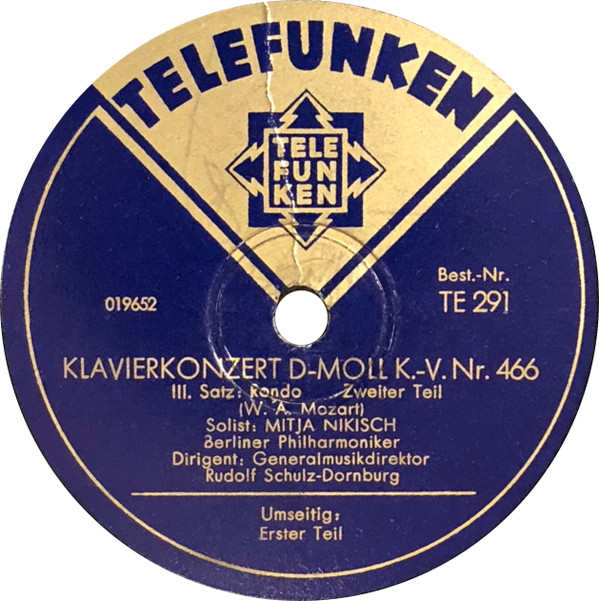 TELEFUNKEN
TELE
FUN
KEN
Best.-Nr.
019652
TE 291
KLAVIERKONZERT D-MOLL K.-V. Nr. 466
III. Satz: Rondo Zweiter Teil
(W. A. Mozart)
Solist: MITJA NIKISCH
Berliner Philharmoniker
Dirigent: Generalmusikdirektor
Rudolf Schulz-Dornburg
Umseitig:
Erster Teil